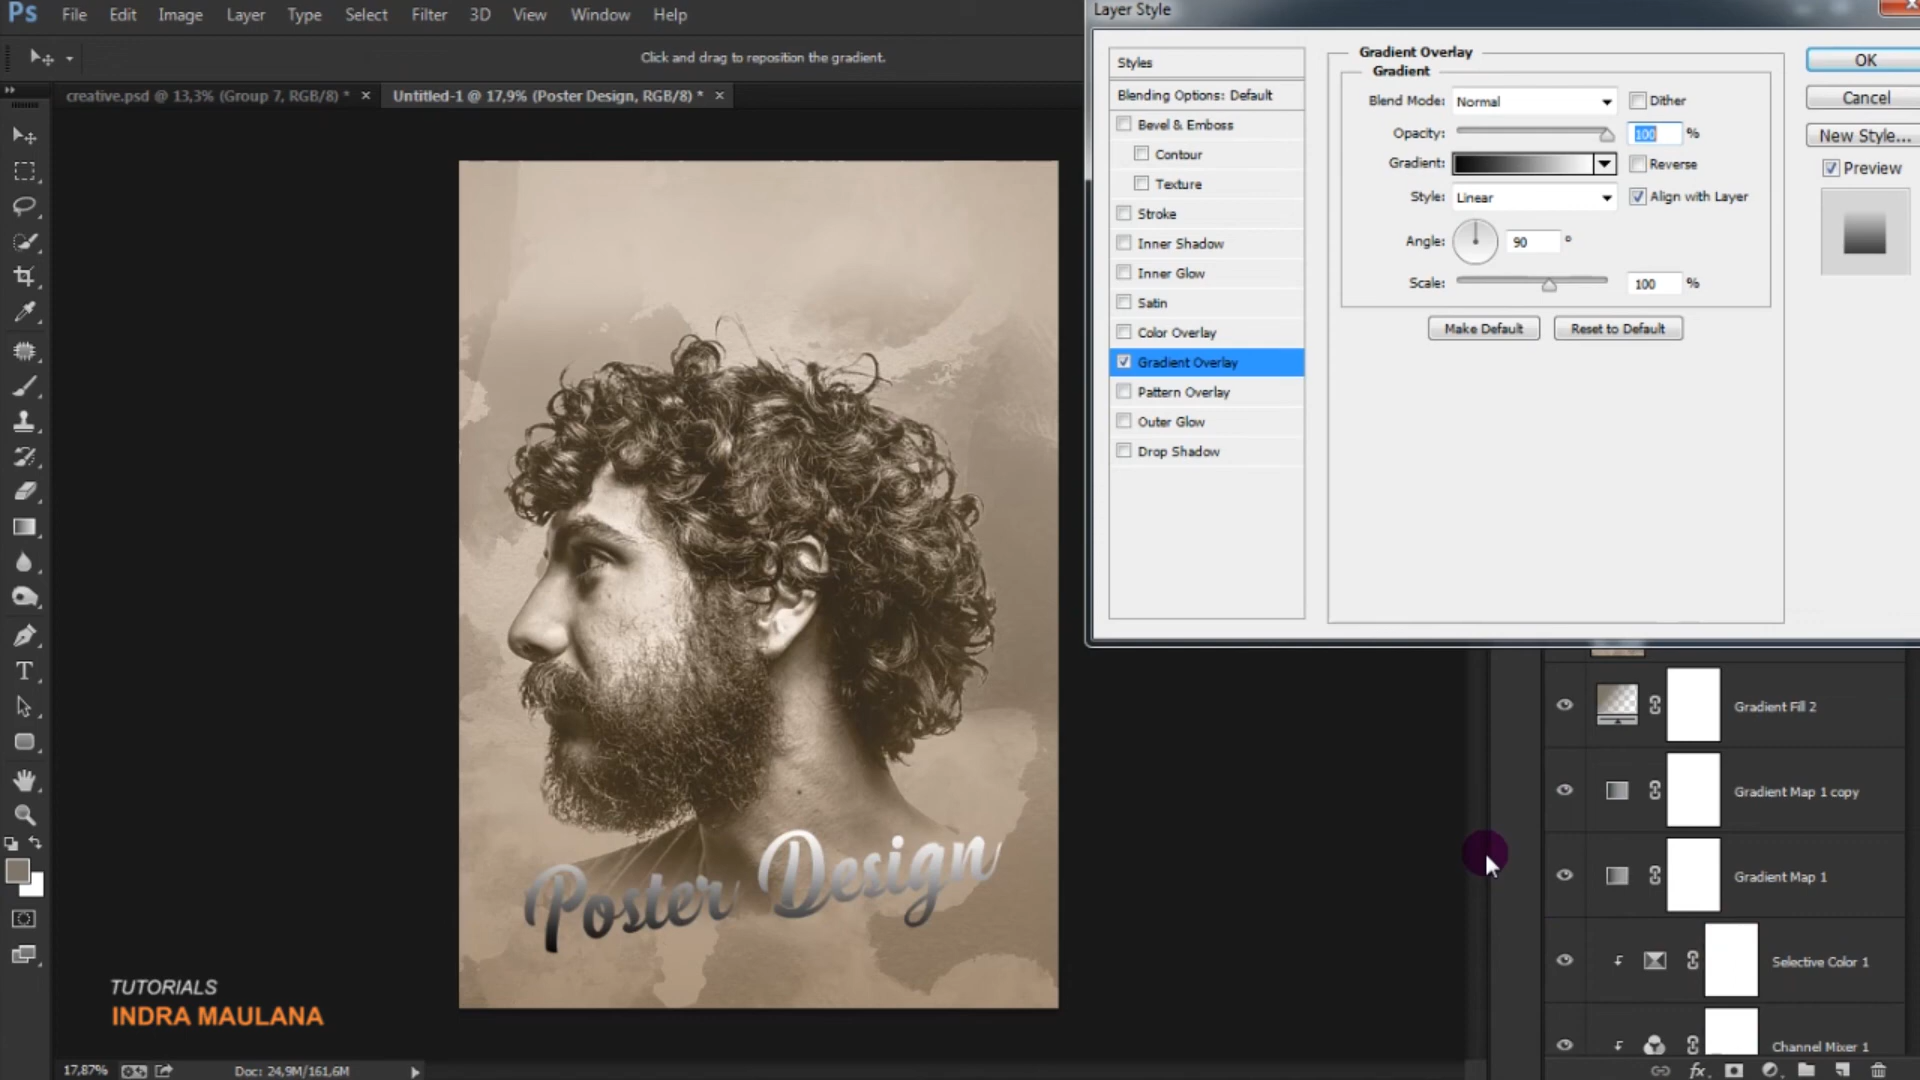 Ps File Edit Image Layer Type Select Filter 3D View Window Help
Click and drag to reposition the gradient.
creative.psd @ 13,3% (Group 7, RGB/8) * ×
Untitled-1 @ 17,9% (Poster Design, RGB/8) * ×
Layer Style
Styles
Blending Options: Default
Bevel & Emboss
Contour
Texture
Stroke
Inner Shadow
Inner Glow
Satin
Color Overlay
Gradient Overlay
Pattern Overlay
Outer Glow
Drop Shadow
Gradient Overlay
Gradient
Blend Mode: Normal Dither
Opacity: 100 %
Gradient: Reverse
Style: Linear Align with Layer
Angle: 90 °
Scale: 100 %
Make Default Reset to Default
OK
Cancel
New Style...
Preview
Poster Design
Gradient Fill 2
Gradient Map 1 copy
Gradient Map 1
Selective Color 1
Channel Mixer 1
fx
TUTORIALS
INDRA MAULANA
17,87% Doc: 24,9M/161,6M